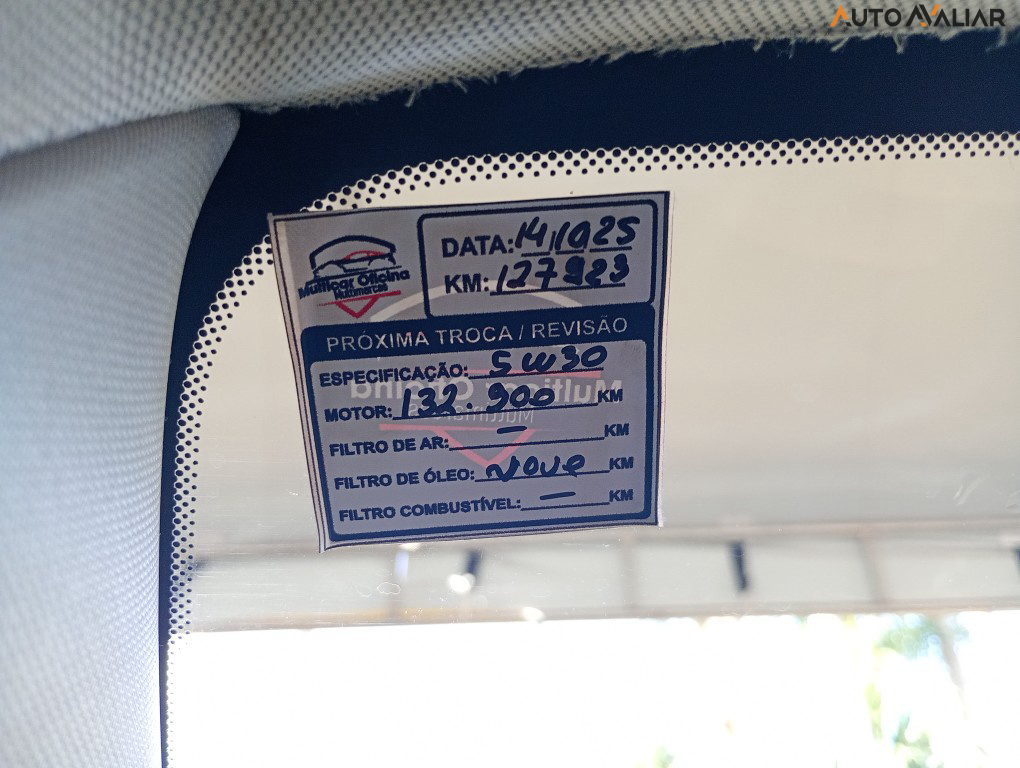 AUTOAVALIAR
Multicar Oficina
Multimarcas
DATA: 14/10/25
KM: 127923
PRÓXIMA TROCA / REVISÃO
ESPECIFICAÇÃO: 5W30
MOTOR: 132.900 KM
FILTRO DE AR: — KM
FILTRO DE ÓLEO: NOVO KM
FILTRO COMBUSTÍVEL: — KM